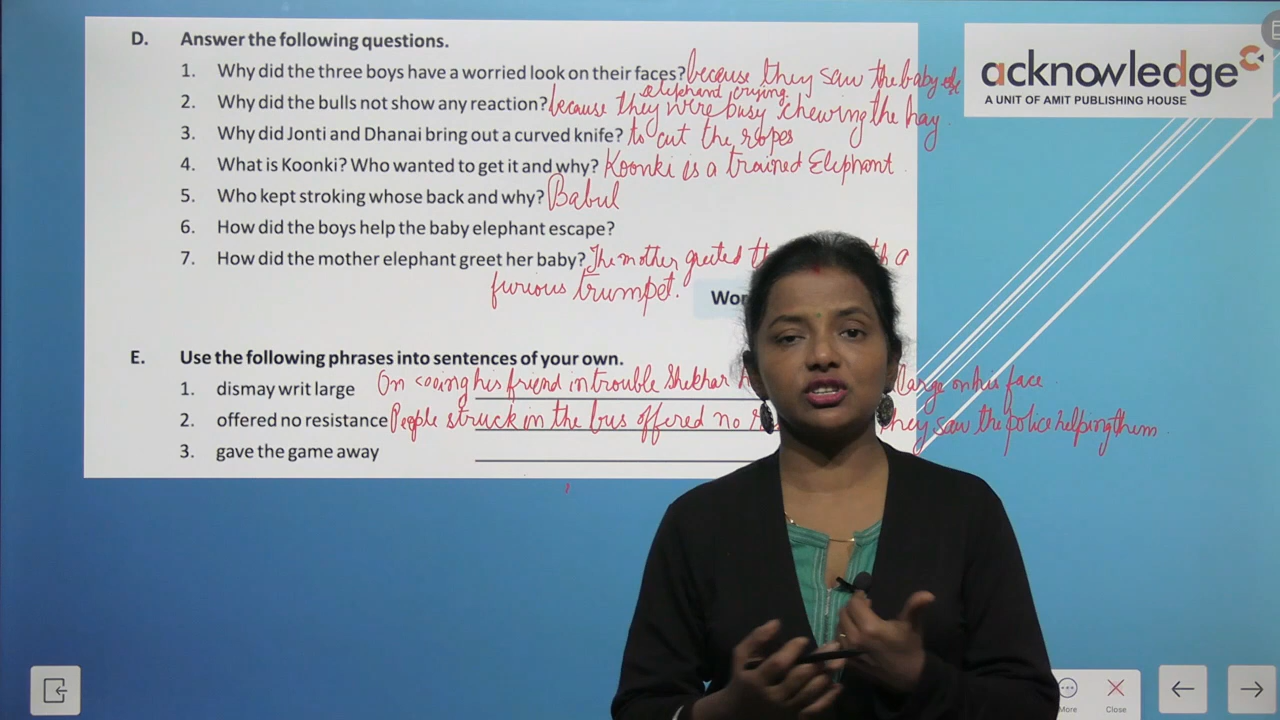 D. Answer the following questions.
1. Why did the three boys have a worried look on their faces? because they saw the baby
elephant crying
2. Why did the bulls not show any reaction? because they were busy chewing the hay
3. Why did Jonti and Dhanai bring out a curved knife? to cut the ropes
4. What is Koonki? Who wanted to get it and why? Koonki is a trained Elephant.
5. Who kept stroking whose back and why? Babul
6. How did the boys help the baby elephant escape?
7. How did the mother elephant greet her baby? The mother greeted a
furious trumpet.
E. Use the following phrases into sentences of your own.
1. dismay writ large On seeing his friend in trouble Shekhar large on his face
2. offered no resistance People struck in the bus offered no they saw the police helping them.
3. gave the game away
acknowledge
A UNIT OF AMIT PUBLISHING HOUSE
More
Close